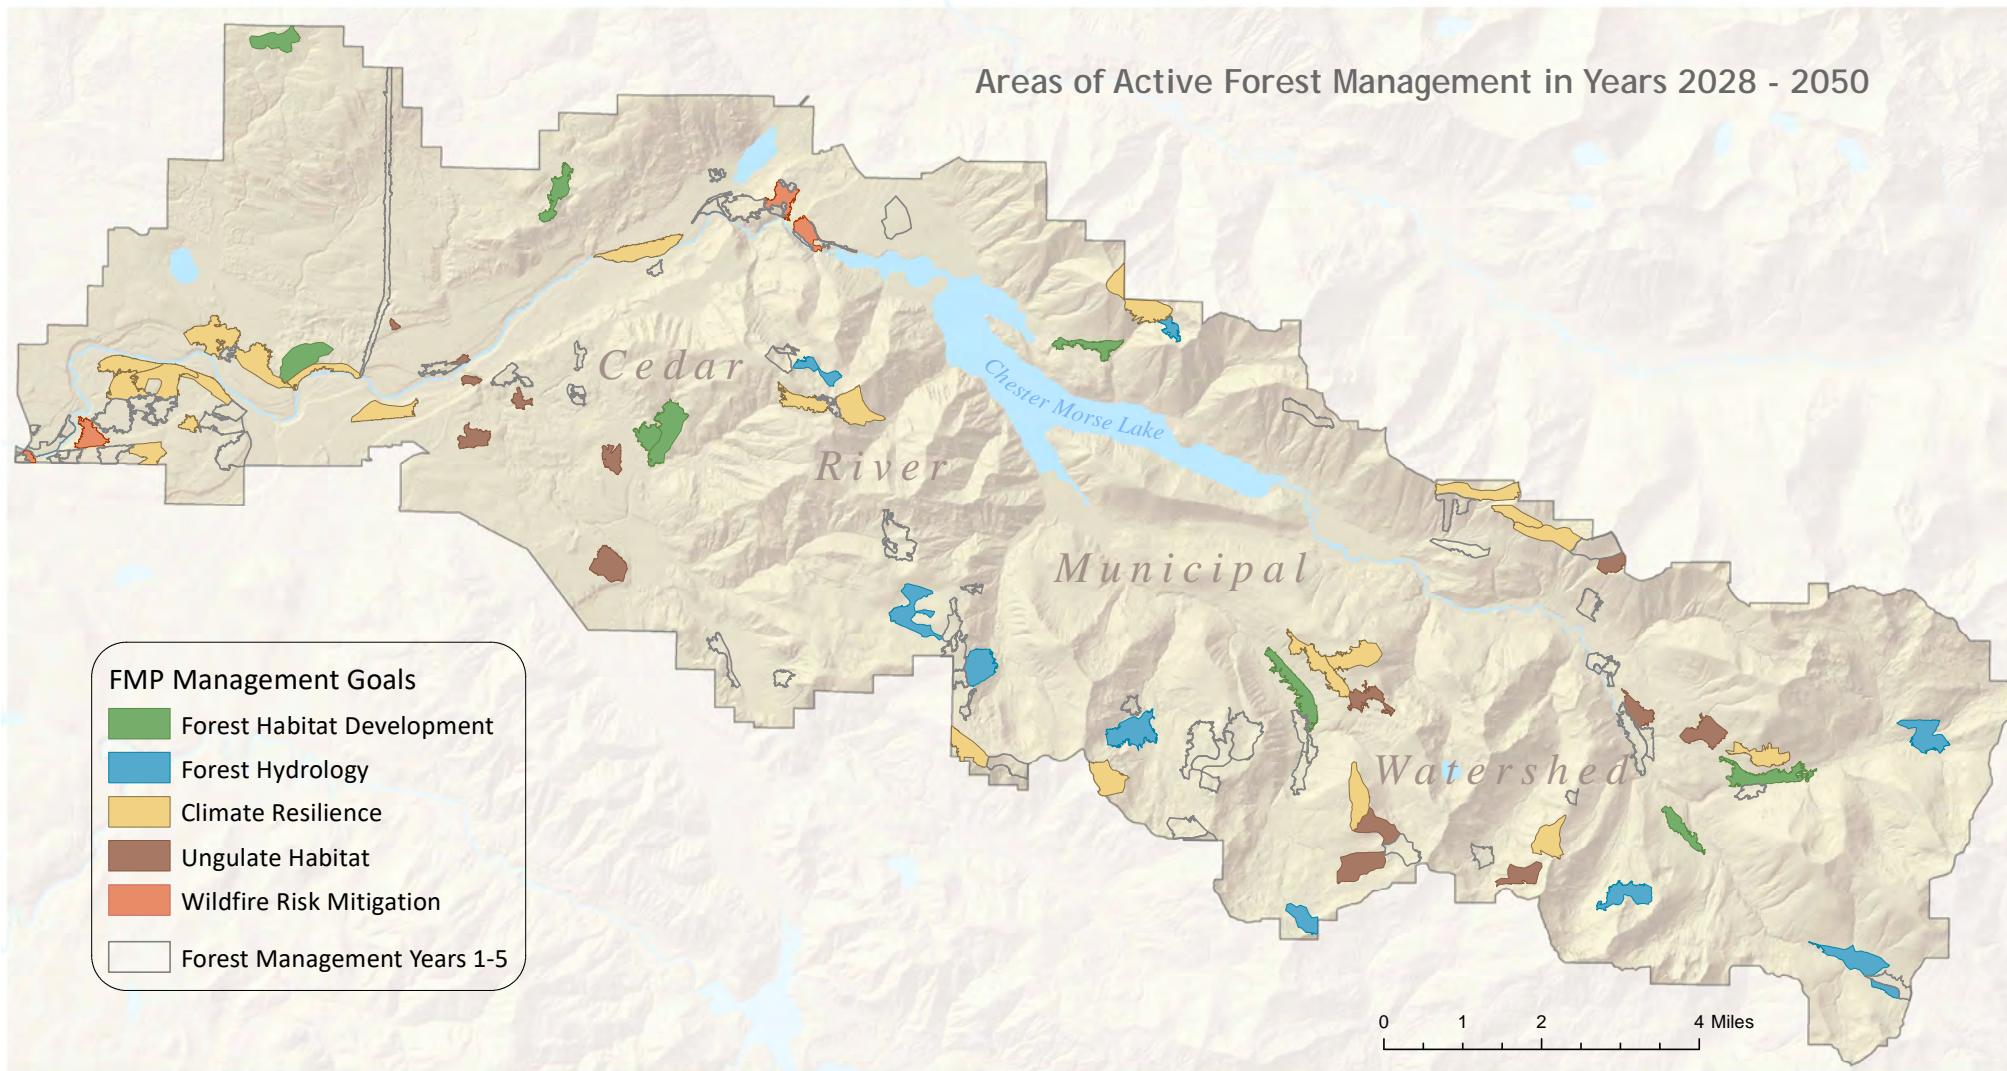 Areas of Active Forest Management in Years 2028 - 2050
Cedar
River
Chester Morse Lake
Municipal
Watershed
FMP Management Goals
Forest Habitat Development
Forest Hydrology
Climate Resilience
Ungulate Habitat
Wildfire Risk Mitigation
Forest Management Years 1-5
0 1 2 4 Miles